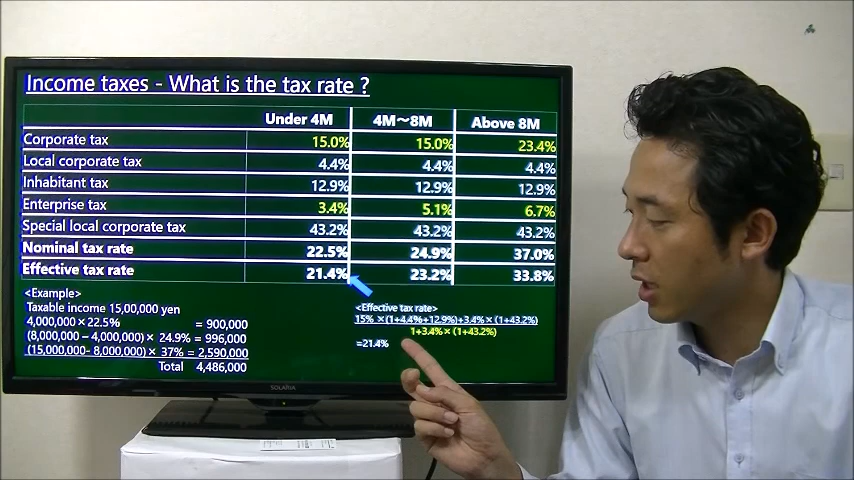 Income taxes - What is the tax rate ?
Under 4M 4M～8M Above 8M
Corporate tax 15.0% 15.0% 23.4%
Local corporate tax 4.4% 4.4% 4.4%
Inhabitant tax 12.9% 12.9% 12.9%
Enterprise tax 3.4% 5.1% 6.7%
Special local corporate tax 43.2% 43.2% 43.2%
Nominal tax rate 22.5% 24.9% 37.0%
Effective tax rate 21.4% 23.2% 33.8%
<Example>
Taxable income 15,00,000 yen
4,000,000×22.5% = 900,000
(8,000,000 – 4,000,000)× 24.9% = 996,000
(15,000,000- 8,000,000)× 37% = 2,590,000
Total 4,486,000
<Effective tax rate>
15% ×(1+4.4%+12.9%)+3.4% ×(1+43.2%)
1+3.4%×(1+43.2%)
=21.4%
SOLARIA